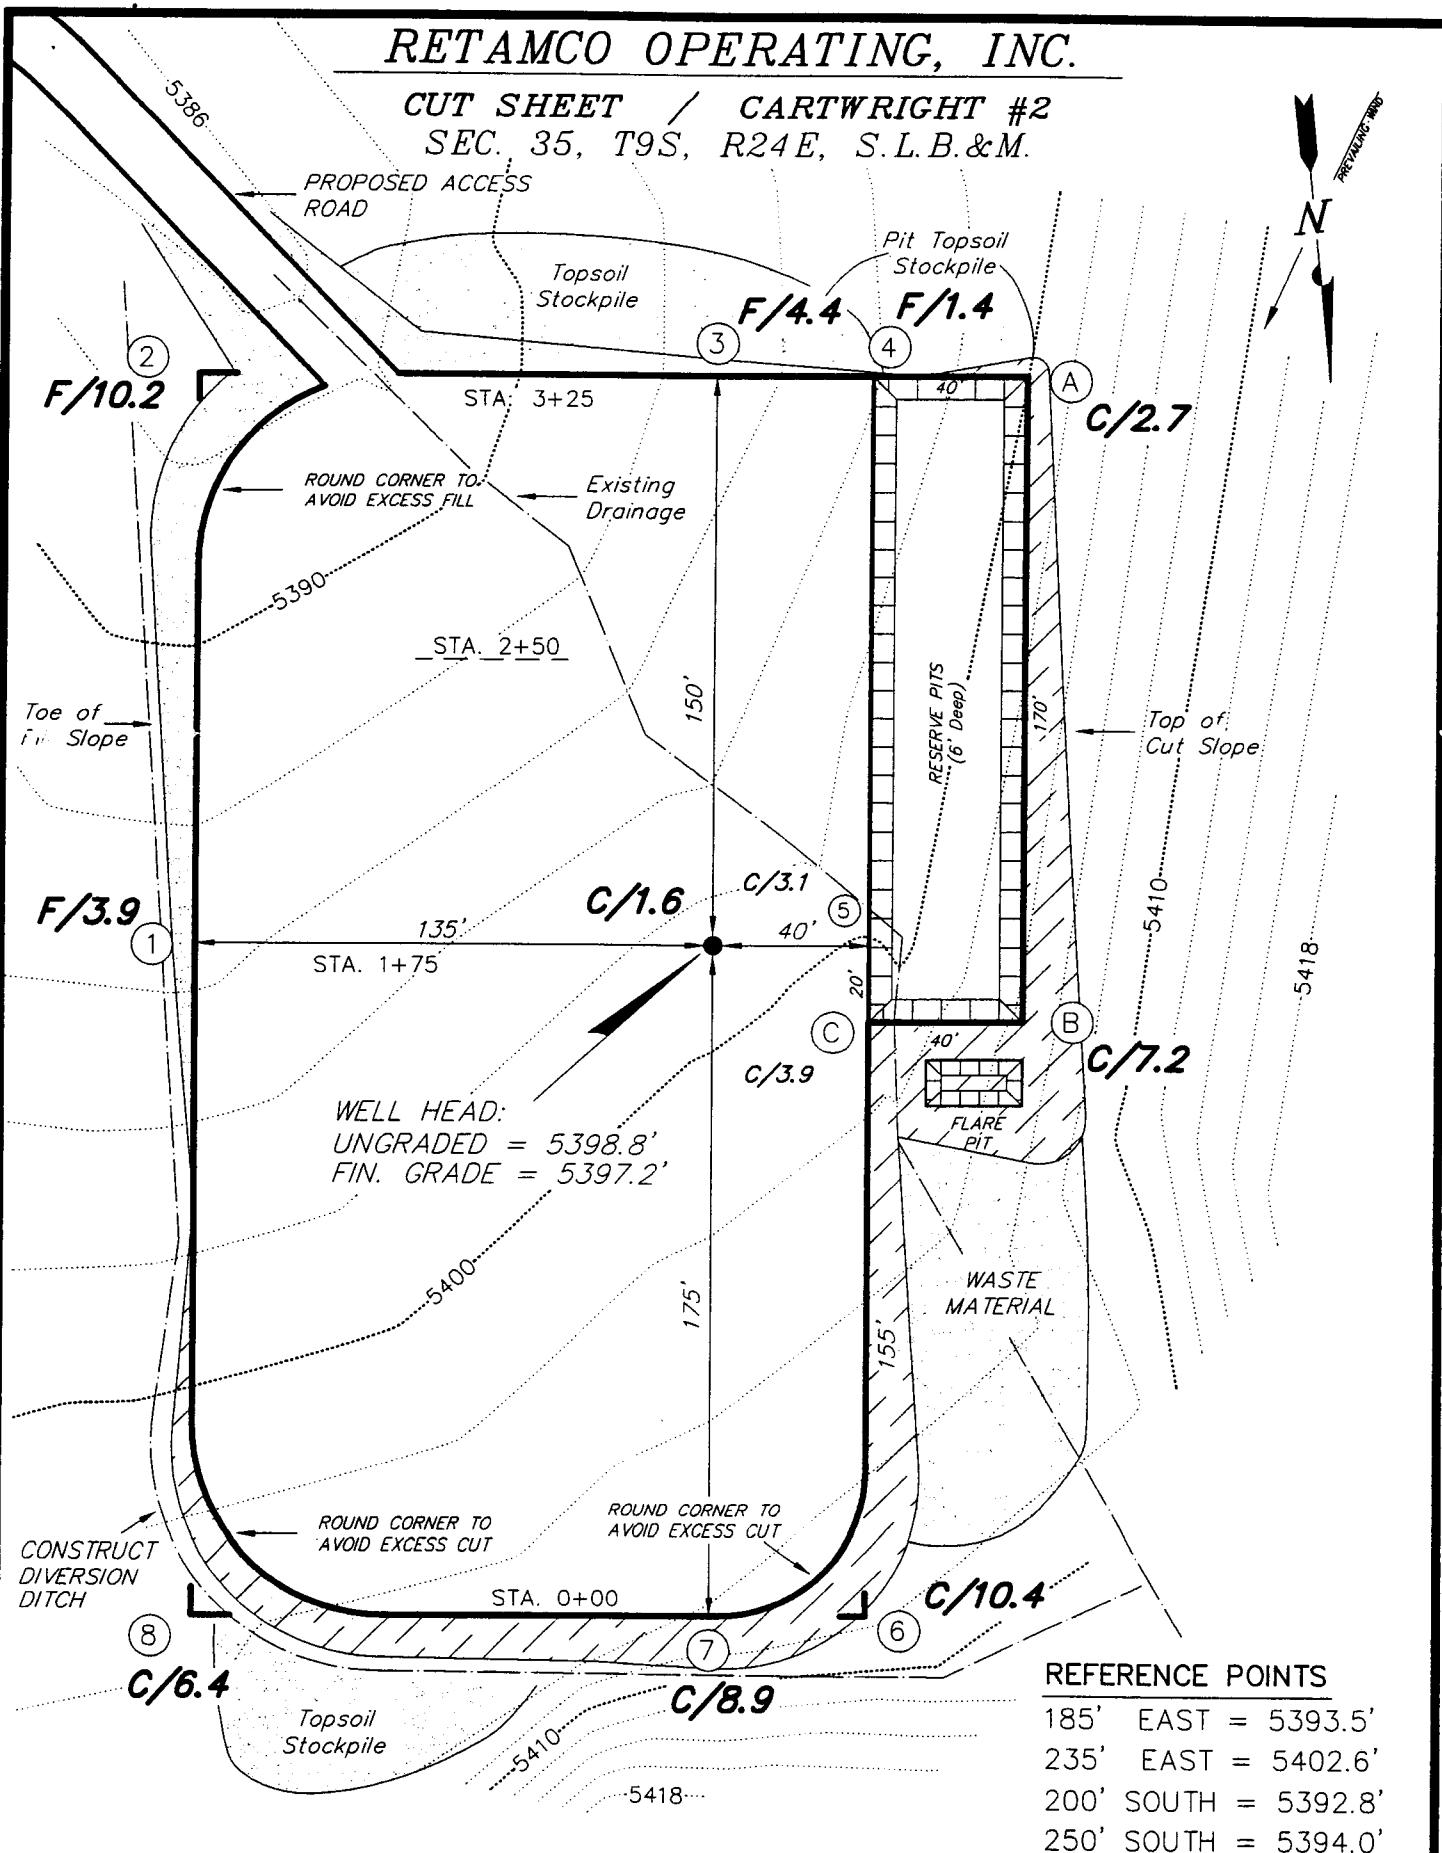 RETAMCO OPERATING, INC.
CUT SHEET / CARTWRIGHT #2
SEC. 35, T9S, R24E, S.L.B.&M.
5386
PROPOSED ACCESS
ROAD
PREVAILING WIND
N
Topsoil
Stockpile
Pit Topsoil
Stockpile
F/4.4
F/1.4
2
3
4
A
F/10.2
STA. 3+25
40'
C/2.7
ROUND CORNER TO
AVOID EXCESS FILL
Existing
Drainage
5390
STA. 2+50
150'
RESERVE PITS
(6' Deep)
170'
Toe of
Slope
Top of
Cut Slope
F/3.9
1
C/1.6
C/3.1
5
135'
40'
STA. 1+75
20'
5410
5418
C
B
40'
C/3.9
C/7.2
WELL HEAD:
UNGRADED = 5398.8'
FIN. GRADE = 5397.2'
FLARE
PIT
5400
175'
155'
WASTE
MATERIAL
CONSTRUCT
DIVERSION
DITCH
ROUND CORNER TO
AVOID EXCESS CUT
ROUND CORNER TO
AVOID EXCESS CUT
STA. 0+00
C/10.4
8
7
6
C/6.4
C/8.9
Topsoil
Stockpile
5410
5418
REFERENCE POINTS
185' EAST = 5393.5'
235' EAST = 5402.6'
200' SOUTH = 5392.8'
250' SOUTH = 5394.0'